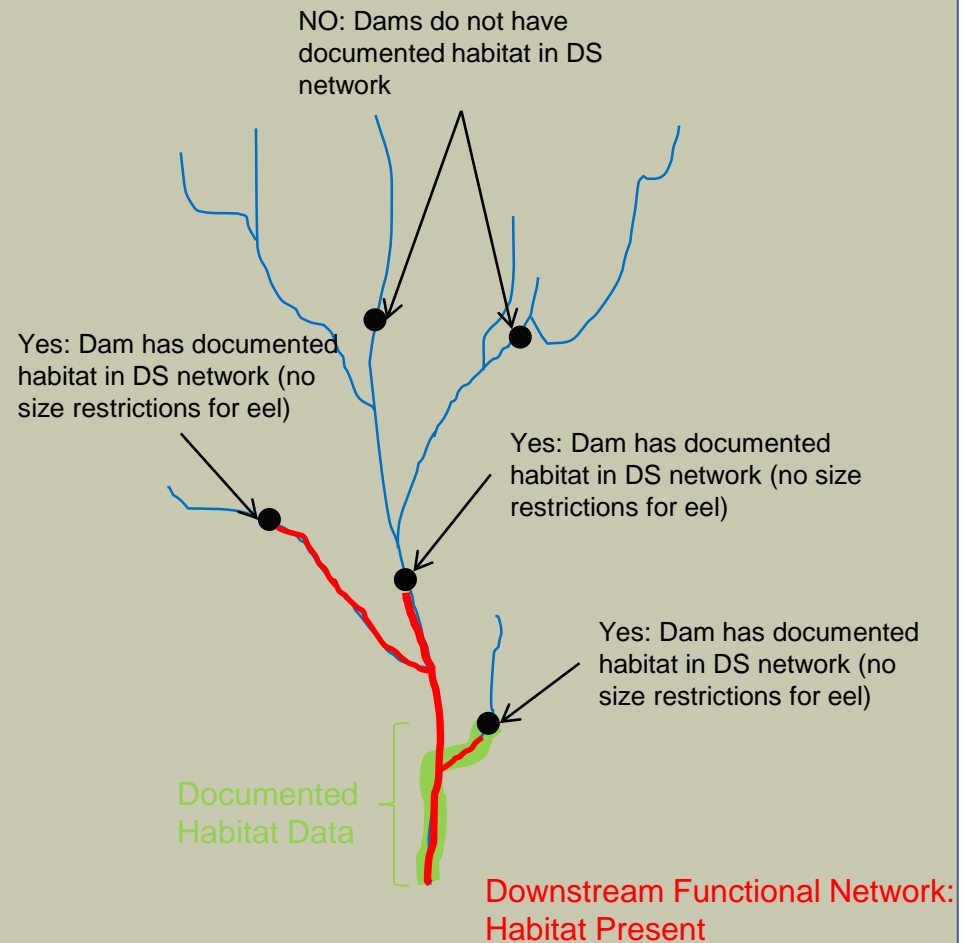 NO: Dams do not have
documented habitat in DS
network
Yes: Dam has documented
habitat in DS network (no
size restrictions for eel)
Yes: Dam has documented
habitat in DS network (no size
restrictions for eel)
Yes: Dam has documented
habitat in DS network (no
size restrictions for eel)
Documented
Habitat Data
Downstream Functional Network:
Habitat Present